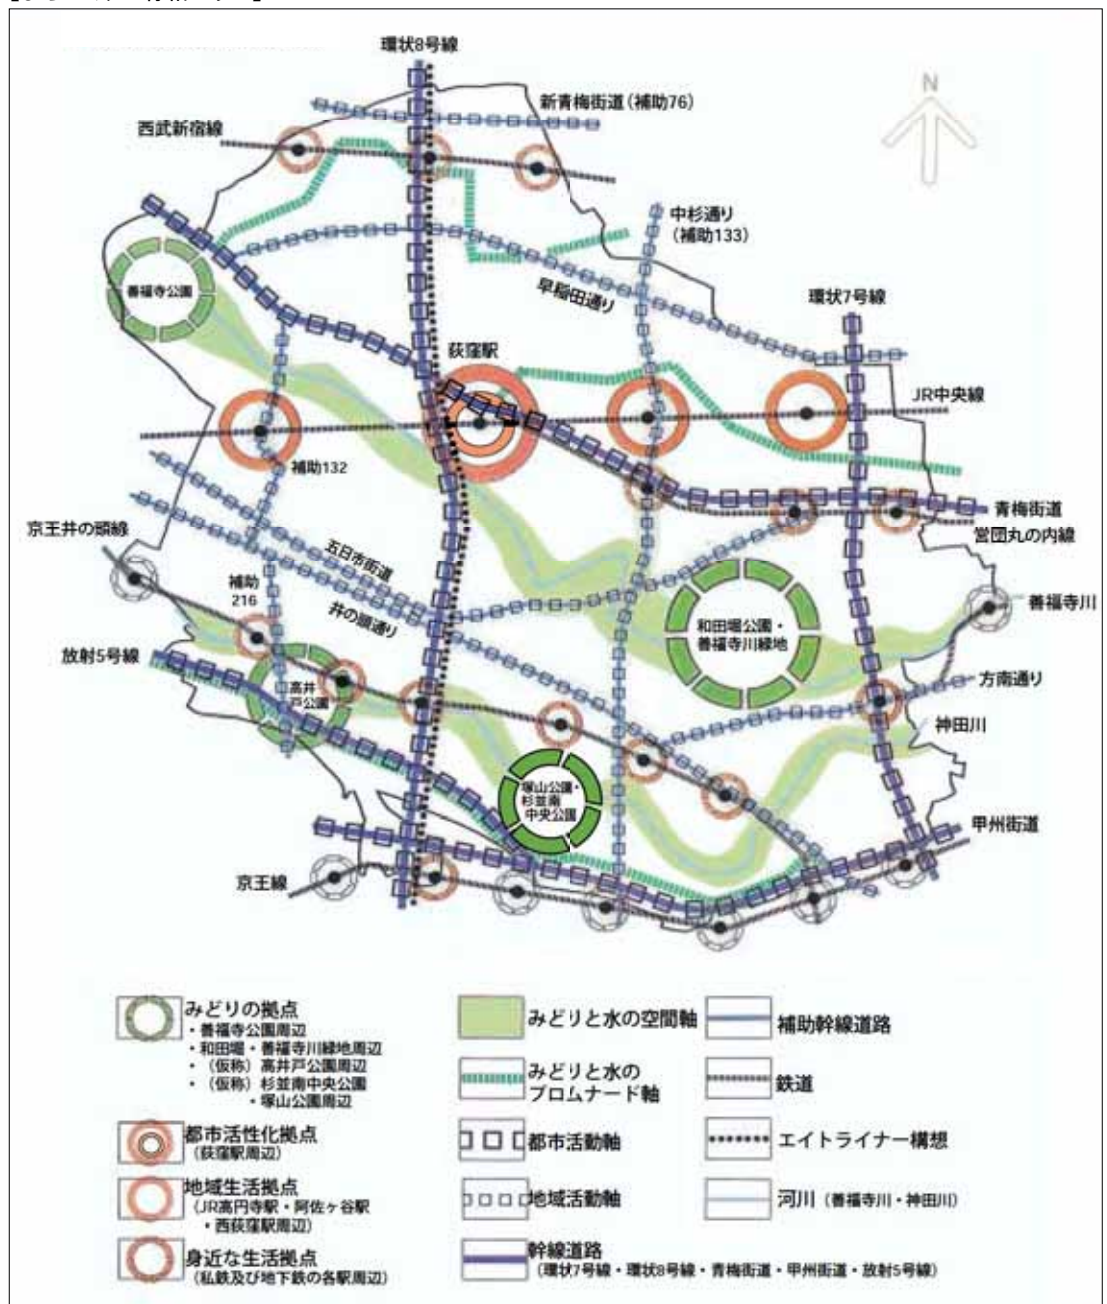 環状8号線
新青梅街道(補助76)
N
西武新宿線
中杉通り
(補助133)
善福寺公園
早稲田通り
環状7号線
荻窪駅
JR中央線
補助132
青梅街道
営団丸の内線
京王井の頭線
五日市街道
補助
216
井の頭通り
善福寺川
和田堀公園・
善福寺川緑地
放射5号線
高井
戸公園
方南通り
神田川
塚山公園・
杉並南
中央公園
甲州街道
京王線
みどりの拠点
・善福寺公園周辺
・和田堀・善福寺川緑地周辺
・(仮称)高井戸公園周辺
・(仮称)杉並南中央公園
・塚山公園周辺
都市活性化拠点
(荻窪駅周辺)
地域生活拠点
(JR高円寺駅・阿佐ヶ谷駅
・西荻窪駅周辺)
身近な生活拠点
(私鉄及び地下鉄の各駅周辺)
みどりと水の空間軸
みどりと水の
プロムナード軸
都市活動軸
地域活動軸
幹線道路
(環状7号線・環状8号線・青梅街道・甲州街道・放射5号線)
補助幹線道路
鉄道
エイトライナー構想
河川(善福寺川・神田川)